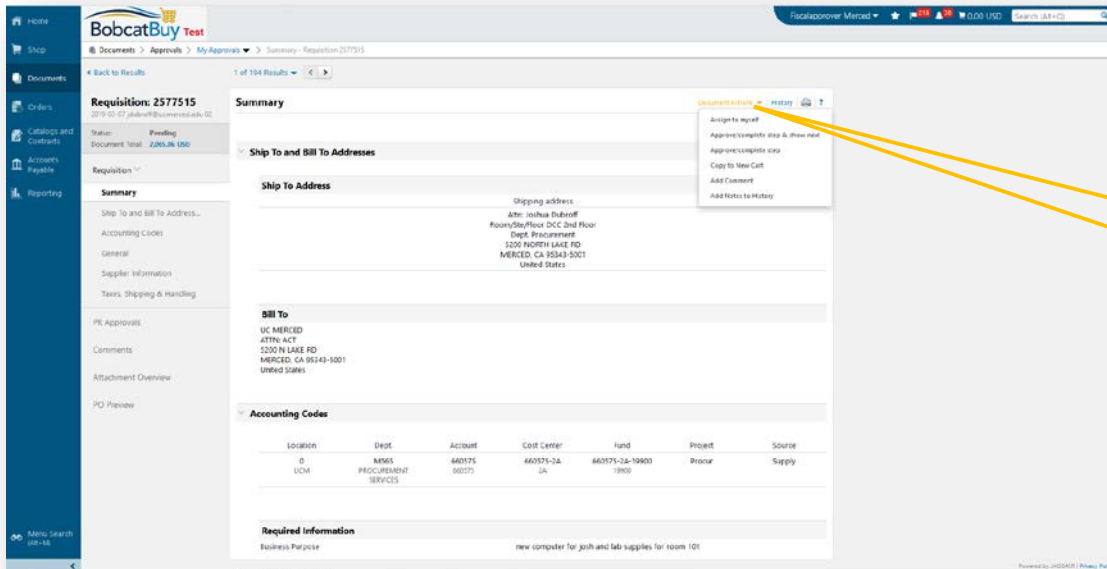 Home
Shop
Documents
Orders
Catalogs and Contracts
Accounts Payable
Reporting
Menu Search
(Alt+M)
BobcatBuy Test
Fiscalapprover Merced
0.00 USD
Search (Alt+Q)
Documents > Approvals > My Approvals > Summary - Requisition 2577515
Back to Results
1 of 194 Results
Requisition: 2577515
Status: Pending
Document Total: 2,065.06 USD
Requisition
Summary
Ship To and Bill To Address...
Accounting Codes
General
Supplier Information
Taxes, Shipping & Handling
PR Approvals
Comments
Attachment Overview
PO Preview
Summary
Document Actions History ?
Assign to myself
Approve/complete step & show next
Approve/complete step
Copy to New Cart
Add Comment
Add Notes to History
Ship To and Bill To Addresses
Ship To Address
Shipping address
Attn: Joshua Dubroff
Room/Ste/Floor DCC 2nd Floor
Dept. Procurement
5200 NORTH LAKE RD
MERCED, CA 95343-5001
United States
Bill To
UC MERCED
ATTN: ACT
5200 N LAKE RD
MERCED, CA 95343-5001
United States
Accounting Codes
Location Dept. Account Cost Center Fund Project Source
0 M565 660575 660575-2A 660575-2A-19900 Procur Supply
UCM PROCUREMENT 660575 2A 19900
SERVICES
Required Information
Business Purpose new computer for josh and lab supplies for room 101
Powered by JAGGAER | Privacy